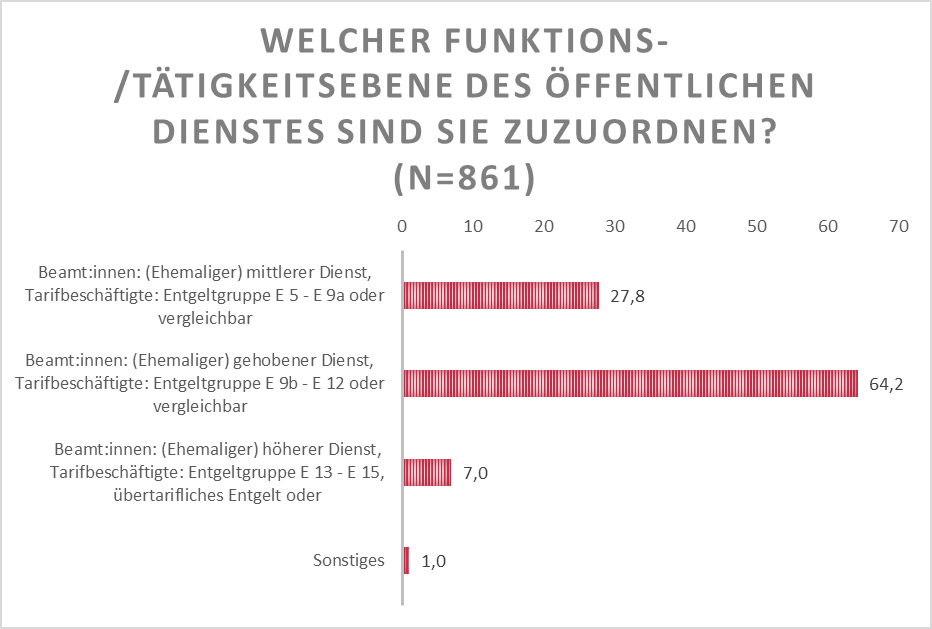 WELCHER FUNKTIONS-
/TÄTIGKEITSEBENE DES ÖFFENTLICHEN
DIENSTES SIND SIE ZUZUORDNEN?
(N=861)
0 10 20 30 40 50 60 70
Beamt:innen: (Ehemaliger) mittlerer Dienst,
Tarifbeschäftigte: Entgeltgruppe E 5 - E 9a oder
vergleichbar
27,8
Beamt:innen: (Ehemaliger) gehobener Dienst,
Tarifbeschäftigte: Entgeltgruppe E 9b - E 12 oder
vergleichbar
64,2
Beamt:innen: (Ehemaliger) höherer Dienst,
Tarifbeschäftigte: Entgeltgruppe E 13 - E 15,
übertarifliches Entgelt oder
7,0
Sonstiges
1,0